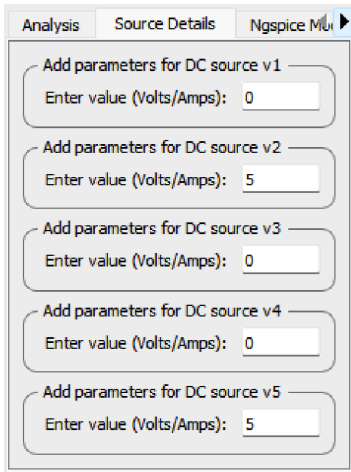 Analysis Source Details Ngspice
Add parameters for DC source v1
Enter value (Volts/Amps): 0
Add parameters for DC source v2
Enter value (Volts/Amps): 5
Add parameters for DC source v3
Enter value (Volts/Amps): 0
Add parameters for DC source v4
Enter value (Volts/Amps): 0
Add parameters for DC source v5
Enter value (Volts/Amps): 5